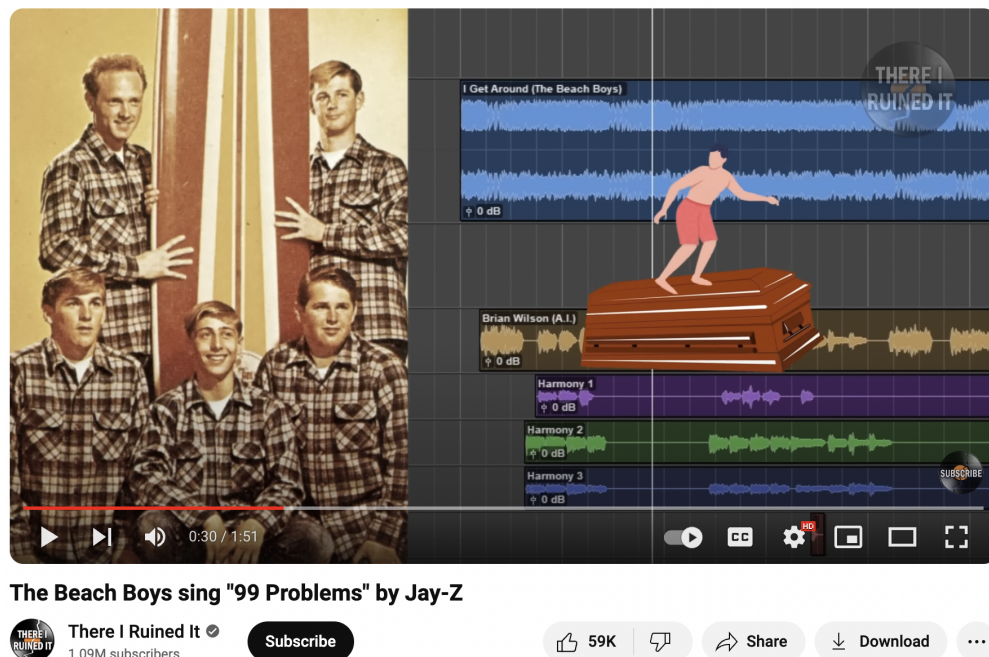 THERE I
RUINED IT
I Get Around (The Beach Boys)
0 dB
Brian Wilson (A.I.)
0 dB
Harmony 1
0 dB
Harmony 2
0 dB
Harmony 3
0 dB
SUBSCRIBE
0:30 / 1:51
CC
HD
The Beach Boys sing "99 Problems" by Jay-Z
THERE I
RUINED IT
There I Ruined It
1.09M subscribers
Subscribe
59K
Share
Download